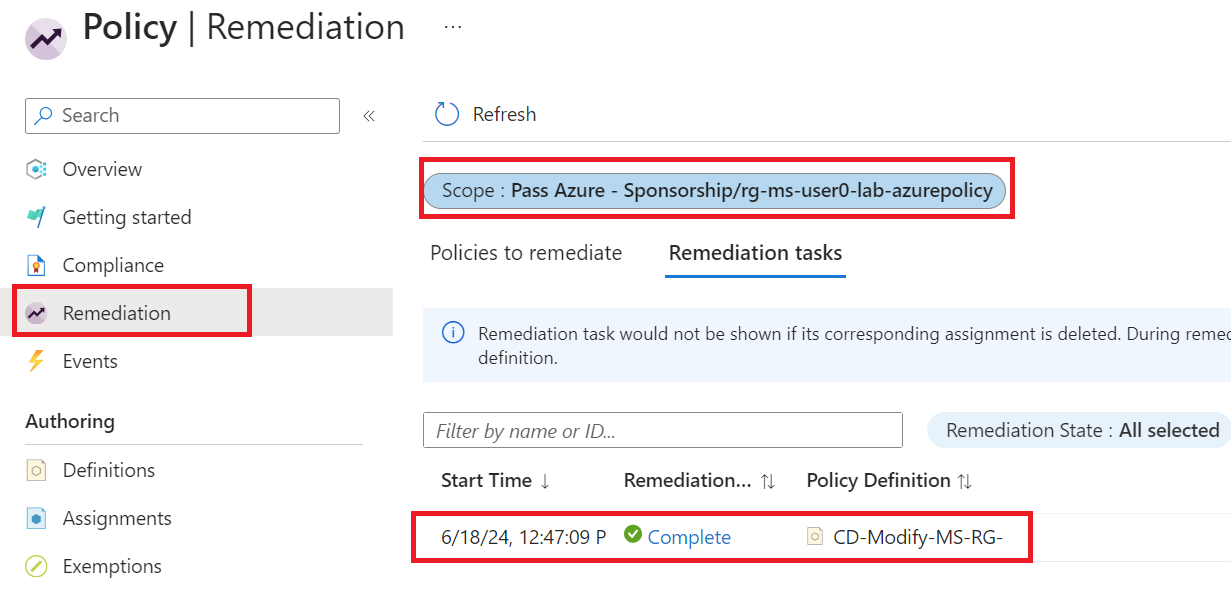 Policy | Remediation ...
Search
«
Overview
Getting started
Compliance
Remediation
Events
Authoring
Definitions
Assignments
Exemptions
Refresh
Scope : Pass Azure - Sponsorship/rg-ms-user0-lab-azurepolicy
Policies to remediate Remediation tasks
Remediation task would not be shown if its corresponding assignment is deleted. During remed
definition.
Filter by name or ID... Remediation State : All selected
Start Time ↓ Remediation... ↑↓ Policy Definition ↑↓
6/18/24, 12:47:09 P Complete CD-Modify-MS-RG-